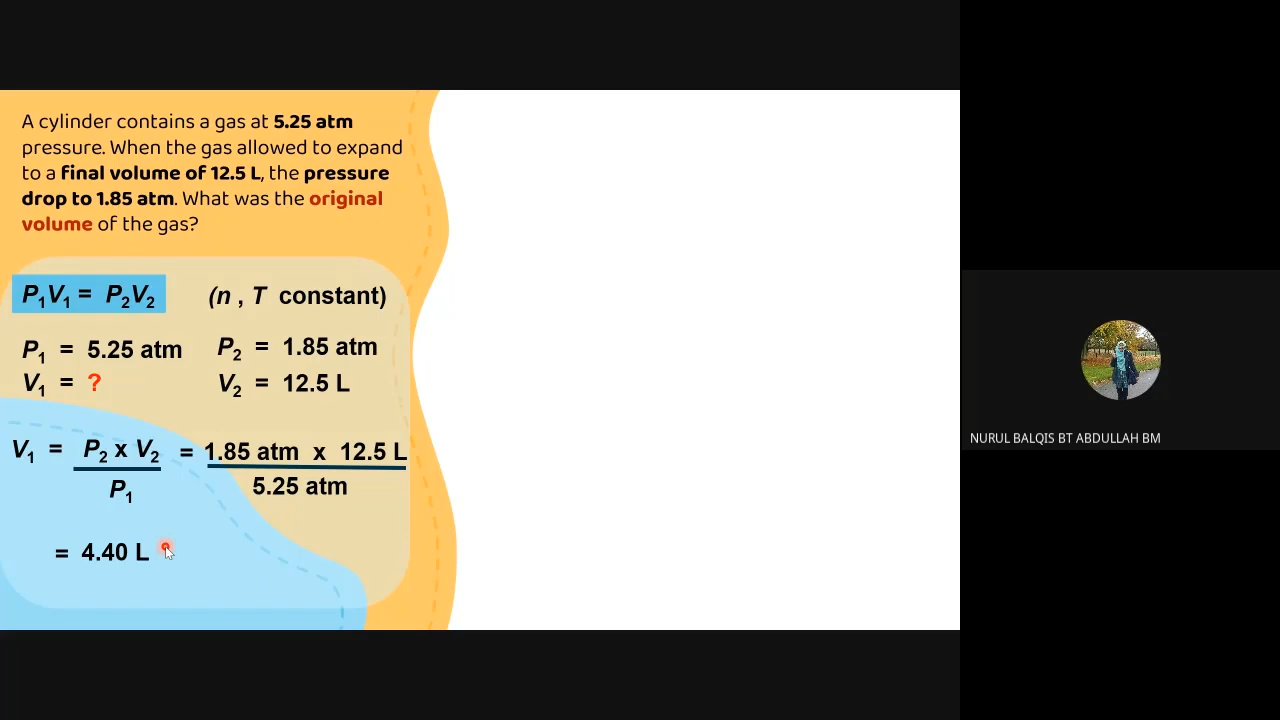 A cylinder contains a gas at 5.25 atm
pressure. When the gas allowed to expand
to a final volume of 12.5 L, the pressure
drop to 1.85 atm. What was the original
volume of the gas?
P₁V₁ = P₂V₂ (n , T constant)
P₁ = 5.25 atm P₂ = 1.85 atm
V₁ = ? V₂ = 12.5 L
V₁ = P₂ x V₂ = 1.85 atm x 12.5 L
P₁ 5.25 atm
= 4.40 L
NURUL BALQIS BT ABDULLAH BM